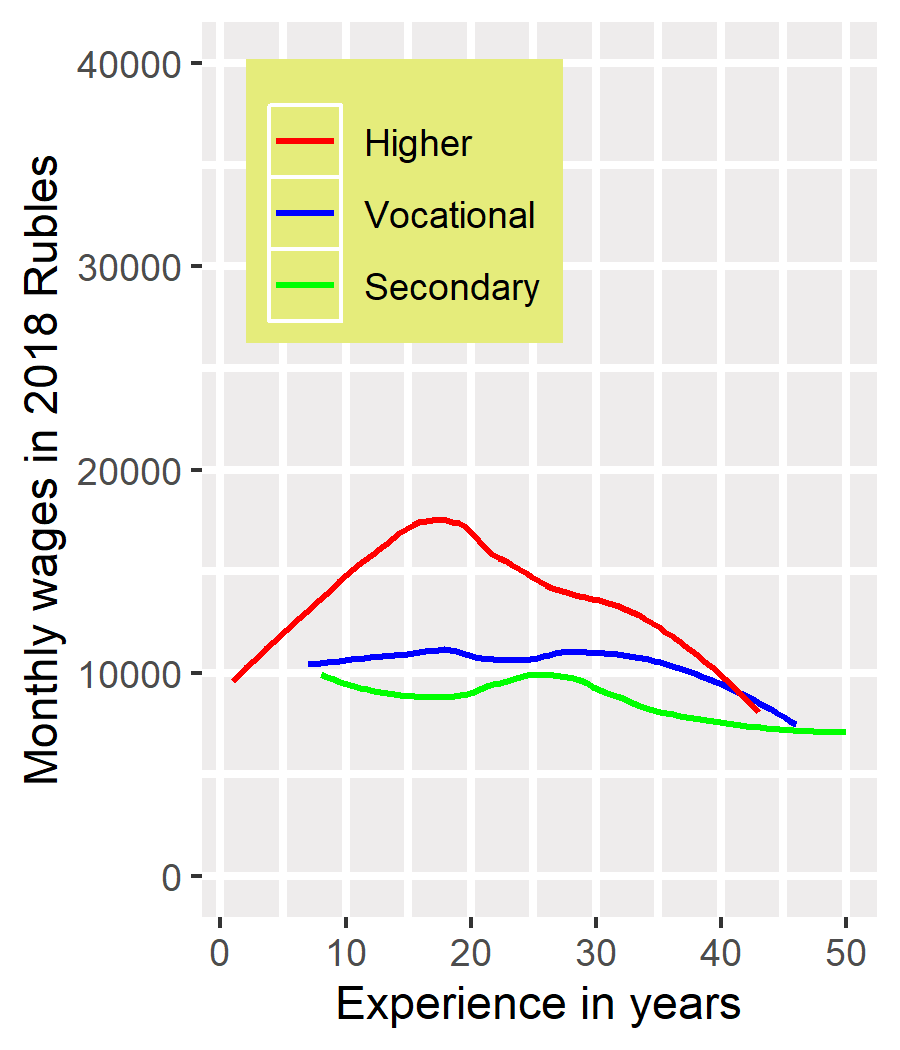 40000
30000
20000
10000
0
Monthly wages in 2018 Rubles
Higher
Vocational
Secondary
0 10 20 30 40 50
Experience in years